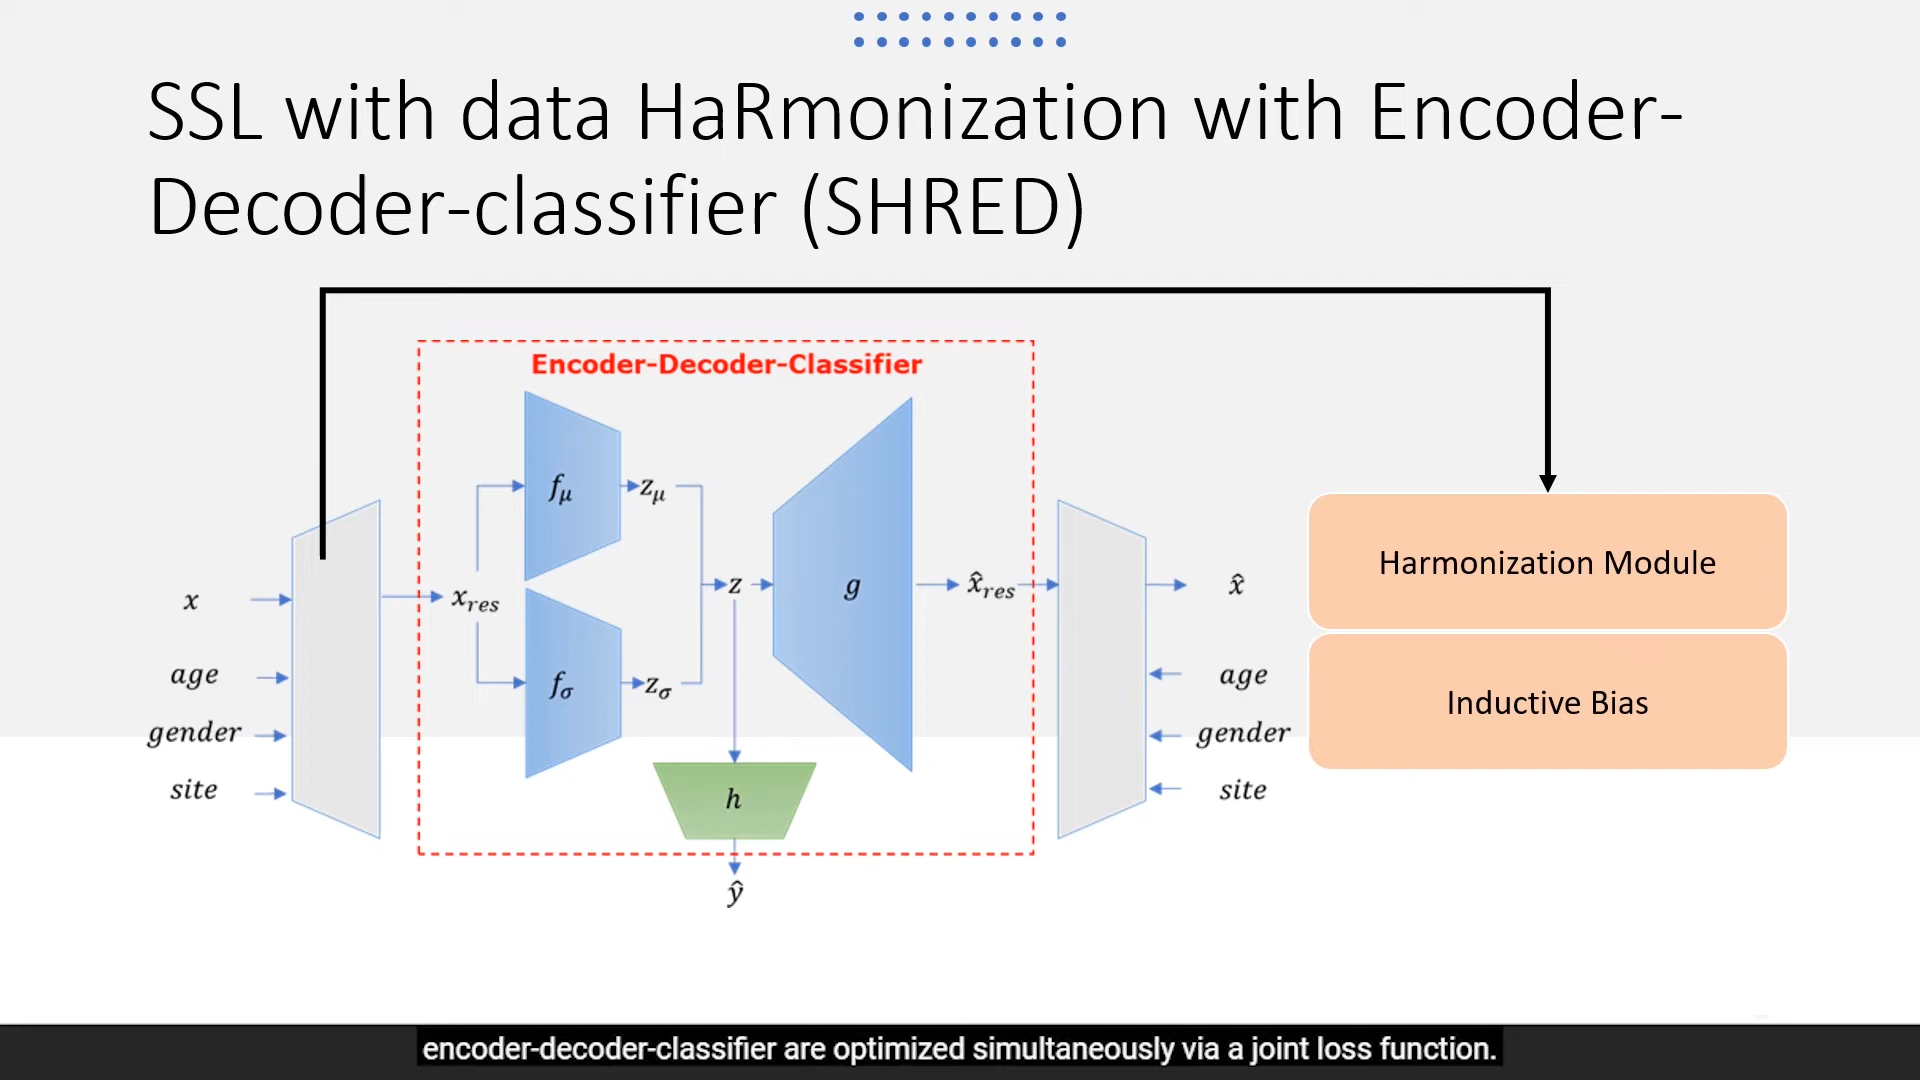 SSL with data HaRmonization with Encoder-
Decoder-classifier (SHRED)
Encoder-Decoder-Classifier
x
age
gender
site
x_res
f_μ
z_μ
f_σ
z_σ
z
g
h
ŷ
x̂_res
x̂
age
gender
site
Harmonization Module
Inductive Bias
encoder-decoder-classifier are optimized simultaneously via a joint loss function.